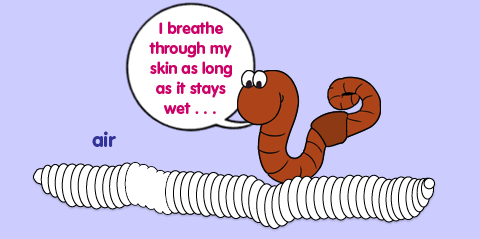 I breathe
through my
skin as long
as it stays
wet . . .
air